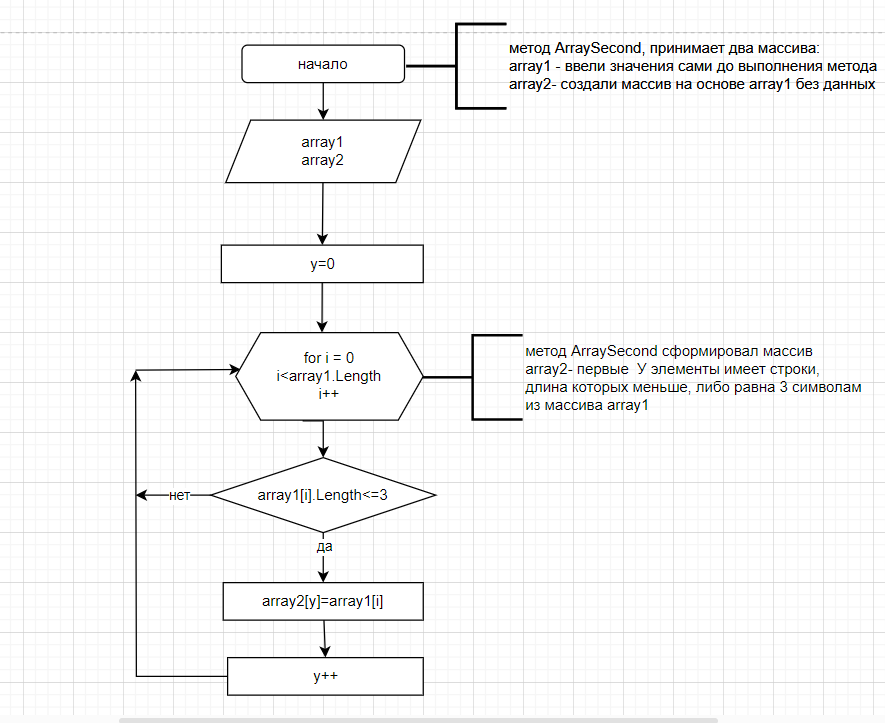 начало
метод ArraySecond, принимает два массива:
array1 - ввели значения сами до выполнения метода
array2- создали массив на основе array1 без данных
array1
array2
y=0
for i = 0
i<array1.Length
i++
метод ArraySecond сформировал массив
array2- первые У элементы имеет строки,
длина которых меньше, либо равна 3 символам
из массива array1
array1[i].Length<=3
нет
да
array2[y]=array1[i]
y++